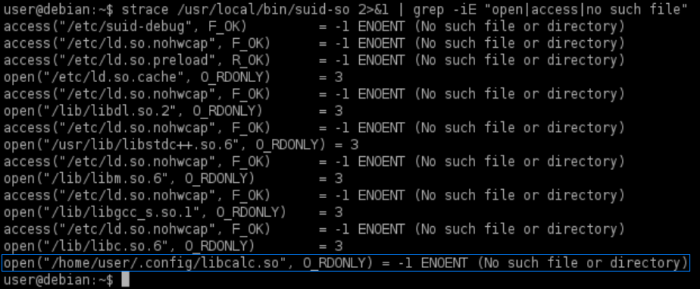 user@debian:~$ strace /usr/local/bin/suid-so 2>&1 | grep -iE "open|access|no such file"
access("/etc/suid-debug", F_OK)         = -1 ENOENT (No such file or directory)
access("/etc/ld.so.nohwcap", F_OK)      = -1 ENOENT (No such file or directory)
access("/etc/ld.so.preload", R_OK)      = -1 ENOENT (No such file or directory)
open("/etc/ld.so.cache", O_RDONLY)      = 3
access("/etc/ld.so.nohwcap", F_OK)      = -1 ENOENT (No such file or directory)
open("/lib/libdl.so.2", O_RDONLY)       = 3
access("/etc/ld.so.nohwcap", F_OK)      = -1 ENOENT (No such file or directory)
open("/usr/lib/libstdc++.so.6", O_RDONLY) = 3
access("/etc/ld.so.nohwcap", F_OK)      = -1 ENOENT (No such file or directory)
open("/lib/libm.so.6", O_RDONLY)        = 3
access("/etc/ld.so.nohwcap", F_OK)      = -1 ENOENT (No such file or directory)
open("/lib/libgcc_s.so.1", O_RDONLY)    = 3
access("/etc/ld.so.nohwcap", F_OK)      = -1 ENOENT (No such file or directory)
open("/lib/libc.so.6", O_RDONLY)        = 3
open("/home/user/.config/libcalc.so", O_RDONLY) = -1 ENOENT (No such file or directory)
user@debian:~$